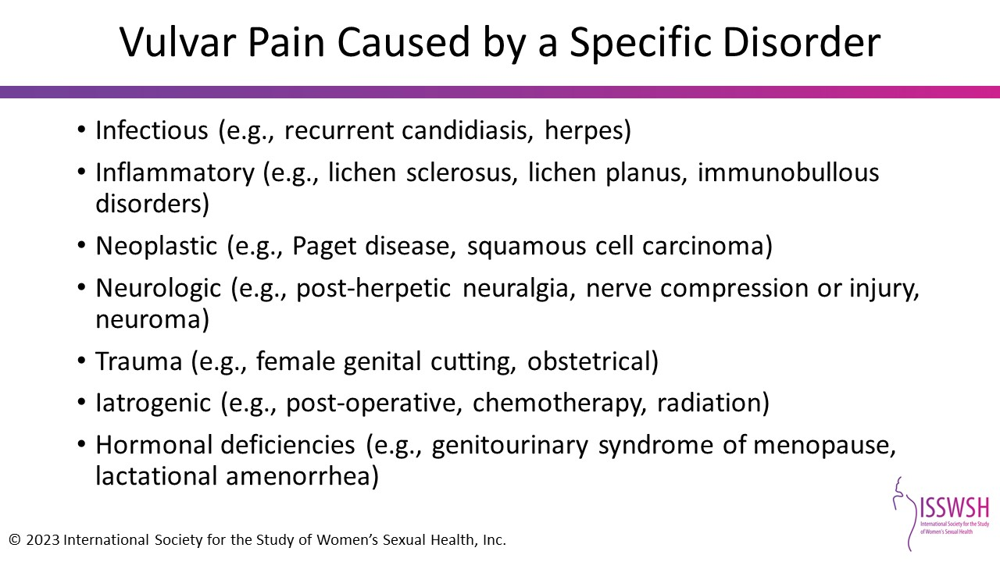 Vulvar Pain Caused by a Specific Disorder
• Infectious (e.g., recurrent candidiasis, herpes)
• Inflammatory (e.g., lichen sclerosus, lichen planus, immunobullous
disorders)
• Neoplastic (e.g., Paget disease, squamous cell carcinoma)
• Neurologic (e.g., post-herpetic neuralgia, nerve compression or injury,
neuroma)
• Trauma (e.g., female genital cutting, obstetrical)
• Iatrogenic (e.g., post-operative, chemotherapy, radiation)
• Hormonal deficiencies (e.g., genitourinary syndrome of menopause,
lactational amenorrhea)
ISSWSH
International Society for the Study
of Women's Sexual Health
© 2023 International Society for the Study of Women’s Sexual Health, Inc.